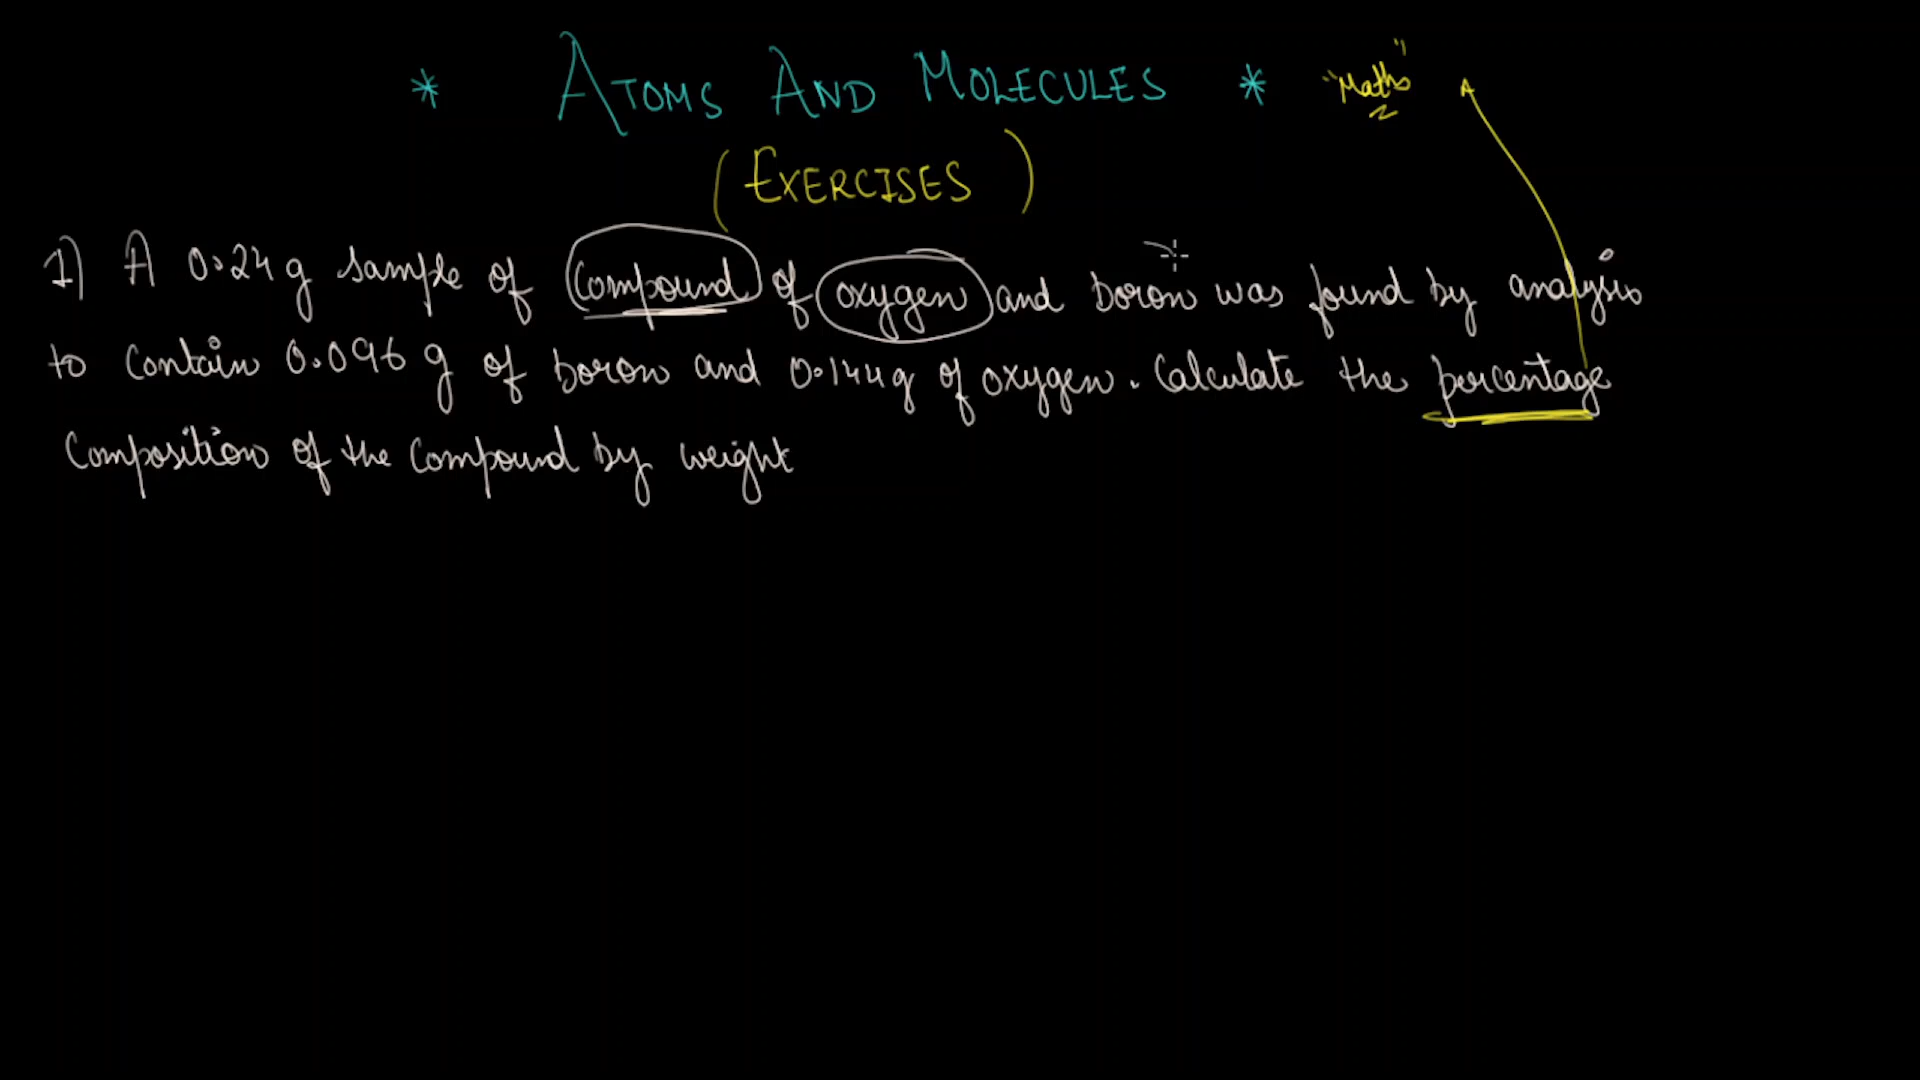 * ATOMS AND MOLECULES * "Maths"
(EXERCISES)
1) A 0.24 g sample of compound of oxygen and boron was found by analysis
to contain 0.096 g of boron and 0.144 g of oxygen. Calculate the percentage
Composition of the compound by weight